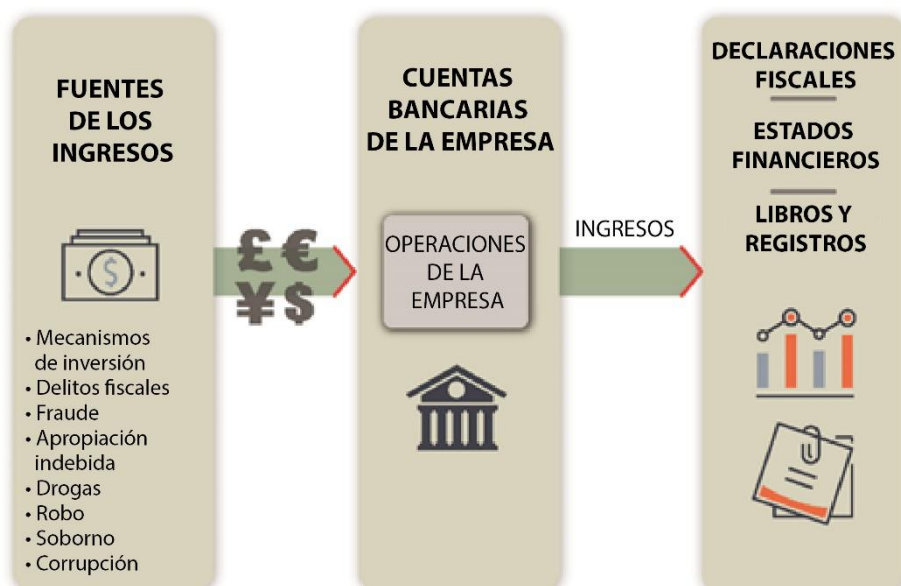 FUENTES
DE LOS
INGRESOS
$
• Mecanismos
de inversión
• Delitos fiscales
• Fraude
• Apropiación
indebida
• Drogas
• Robo
• Soborno
• Corrupción
£ €
¥ $
CUENTAS
BANCARIAS
DE LA EMPRESA
OPERACIONES
DE LA
EMPRESA
INGRESOS
DECLARACIONES
FISCALES
ESTADOS
FINANCIEROS
LIBROS Y
REGISTROS